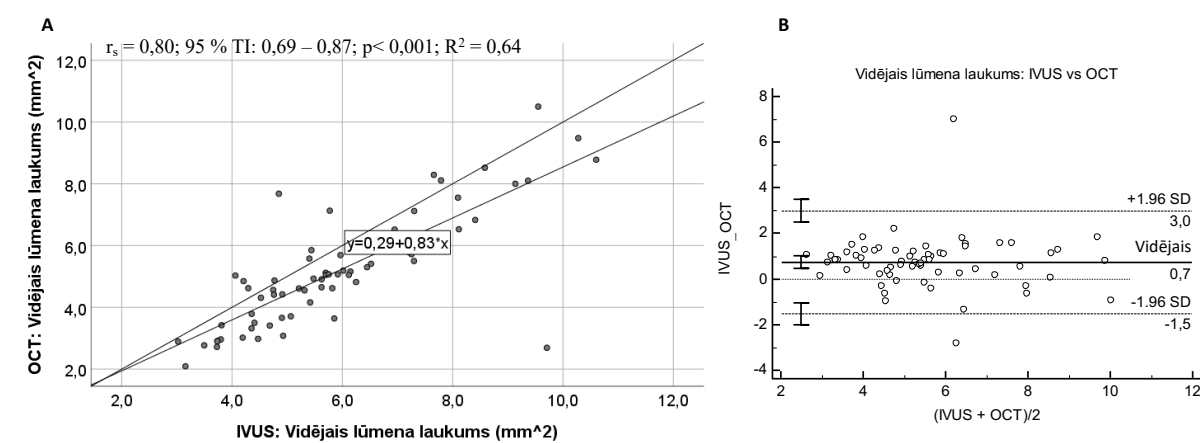 A
r_s = 0,80; 95 % TI: 0,69 – 0,87; p< 0,001; R² = 0,64
OCT: Vidējais lūmena laukums (mm^2)
12,0
10,0
8,0
6,0
4,0
2,0
y=0,29+0,83*x
2,0 4,0 6,0 8,0 10,0 12,0
IVUS: Vidējais lūmena laukums (mm^2)
B
Vidējais lūmena laukums: IVUS vs OCT
IVUS_OCT
8
6
4
2
0
-2
-4
+1.96 SD
3,0
Vidējais
0,7
-1.96 SD
-1,5
2 4 6 8 10 12
(IVUS + OCT)/2